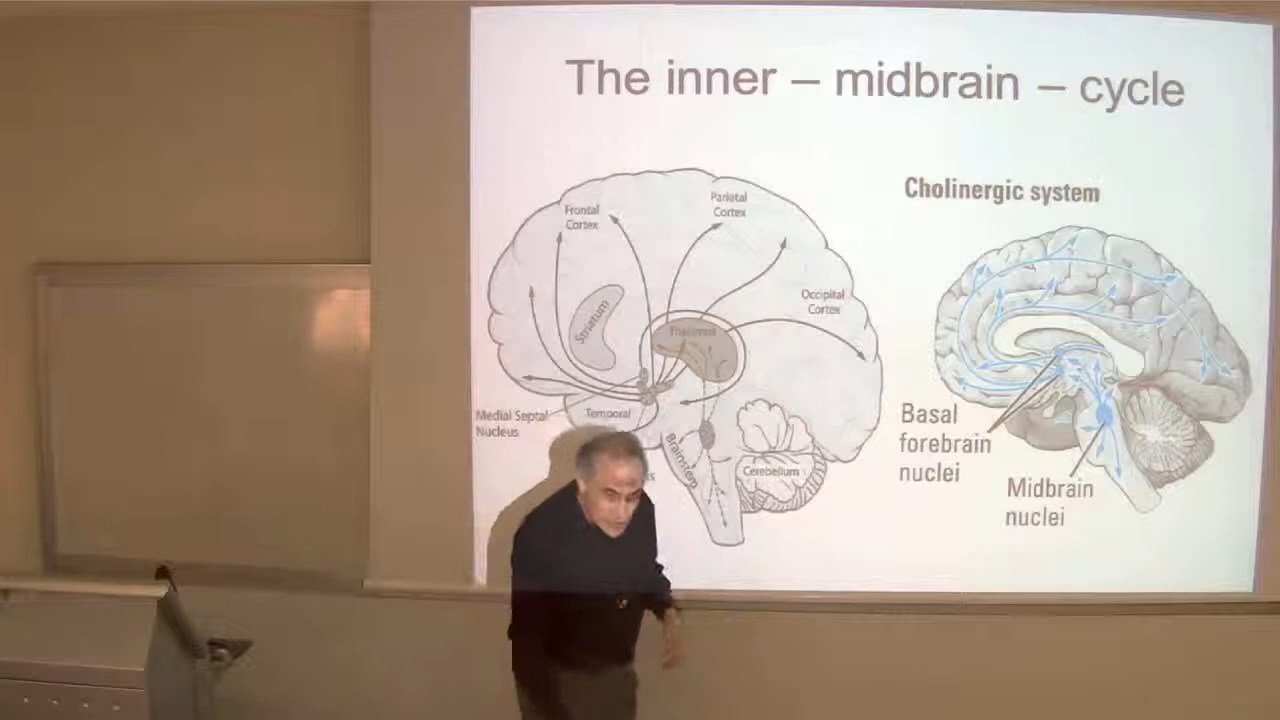 The inner – midbrain – cycle
Frontal
Cortex
Parietal
Cortex
Occipital
Cortex
Striatum
Thalamus
Medial Septal
Nucleus
Temporal
Brainstem
Cerebellum
Cholinergic system
Basal
forebrain
nuclei
Midbrain
nuclei